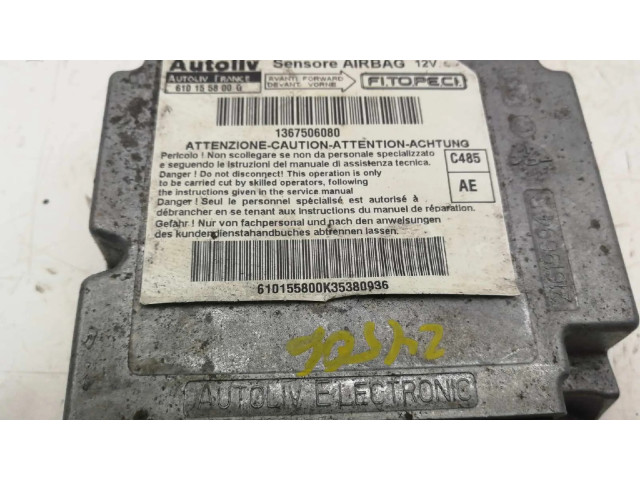 Autoliv Sensore AIRBAG 12V
AUTOLIV FRANCE
610 15 58 00 G
AVANTI FORWARD
DEVANT VORNE
F.I.T.O.P.E.C.I.
1367506080
ATTENZIONE-CAUTION-ATTENTION-ACHTUNG
Pericolo ! Non scollegare se non da personale specializzato
e seguendo le istruzioni del manuale di assistenza tecnica.
Danger ! Do not disconnect! This operation is only
to be carried cut by skilled operators, following
the instructions given in the service manual
Danger ! Seul le personnel spécialisé est autorisé à
débrancher en se tenant aux instructions du manuel de réparation.
Gefahr ! Nur von fachpersonal und nach den anweisungen
des kundendienstahandbuches abtrennen lassen.
C485
AE
610155800K35380936
AUTOLIV ELECTRONIC